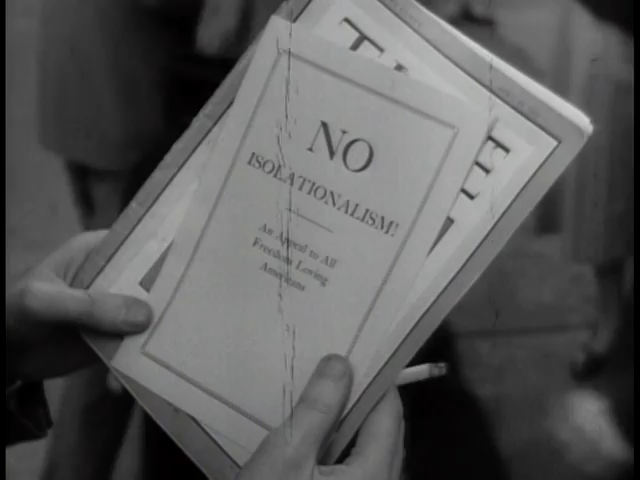 NO
ISOLATIONALISM!
An Appeal to All
Freedom Loving
Americans